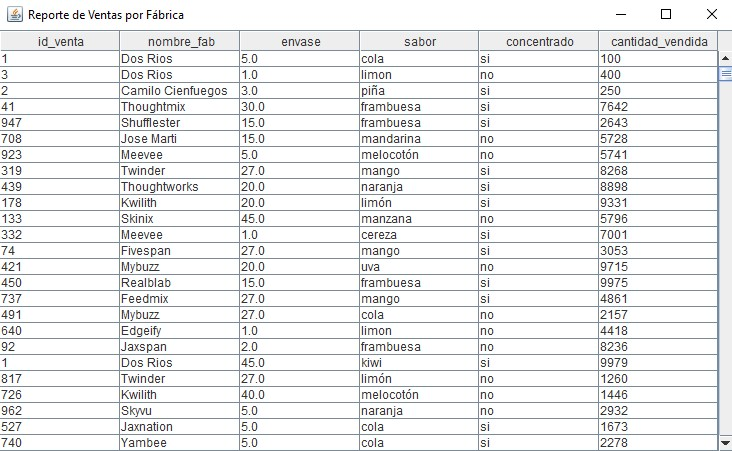 Reporte de Ventas por Fábrica
id_venta nombre_fab envase sabor concentrado cantidad_vendida
1 Dos Rios 5.0 cola si 100
3 Dos Rios 1.0 limon no 400
2 Camilo Cienfuegos 3.0 piña si 250
41 Thoughtmix 30.0 frambuesa si 7642
947 Shufflester 15.0 frambuesa si 2643
708 Jose Marti 15.0 mandarina no 5728
923 Meevee 5.0 melocotón no 5741
319 Twinder 27.0 mango si 8268
439 Thoughtworks 20.0 naranja si 8898
178 Kwilith 20.0 limón si 9331
133 Skinix 45.0 manzana no 5796
332 Meevee 1.0 cereza si 7001
74 Fivespan 27.0 mango si 3053
421 Mybuzz 20.0 uva no 9715
450 Realblab 15.0 frambuesa si 9975
737 Feedmix 27.0 mango si 4861
491 Mybuzz 27.0 cola no 2157
640 Edgeify 1.0 limon no 4418
92 Jaxspan 2.0 frambuesa no 8236
1 Dos Rios 45.0 kiwi si 9979
817 Twinder 27.0 limón no 1260
726 Kwilith 40.0 melocotón no 1446
962 Skyvu 5.0 naranja no 2932
527 Jaxnation 5.0 cola si 1673
740 Yambee 5.0 cola si 2278